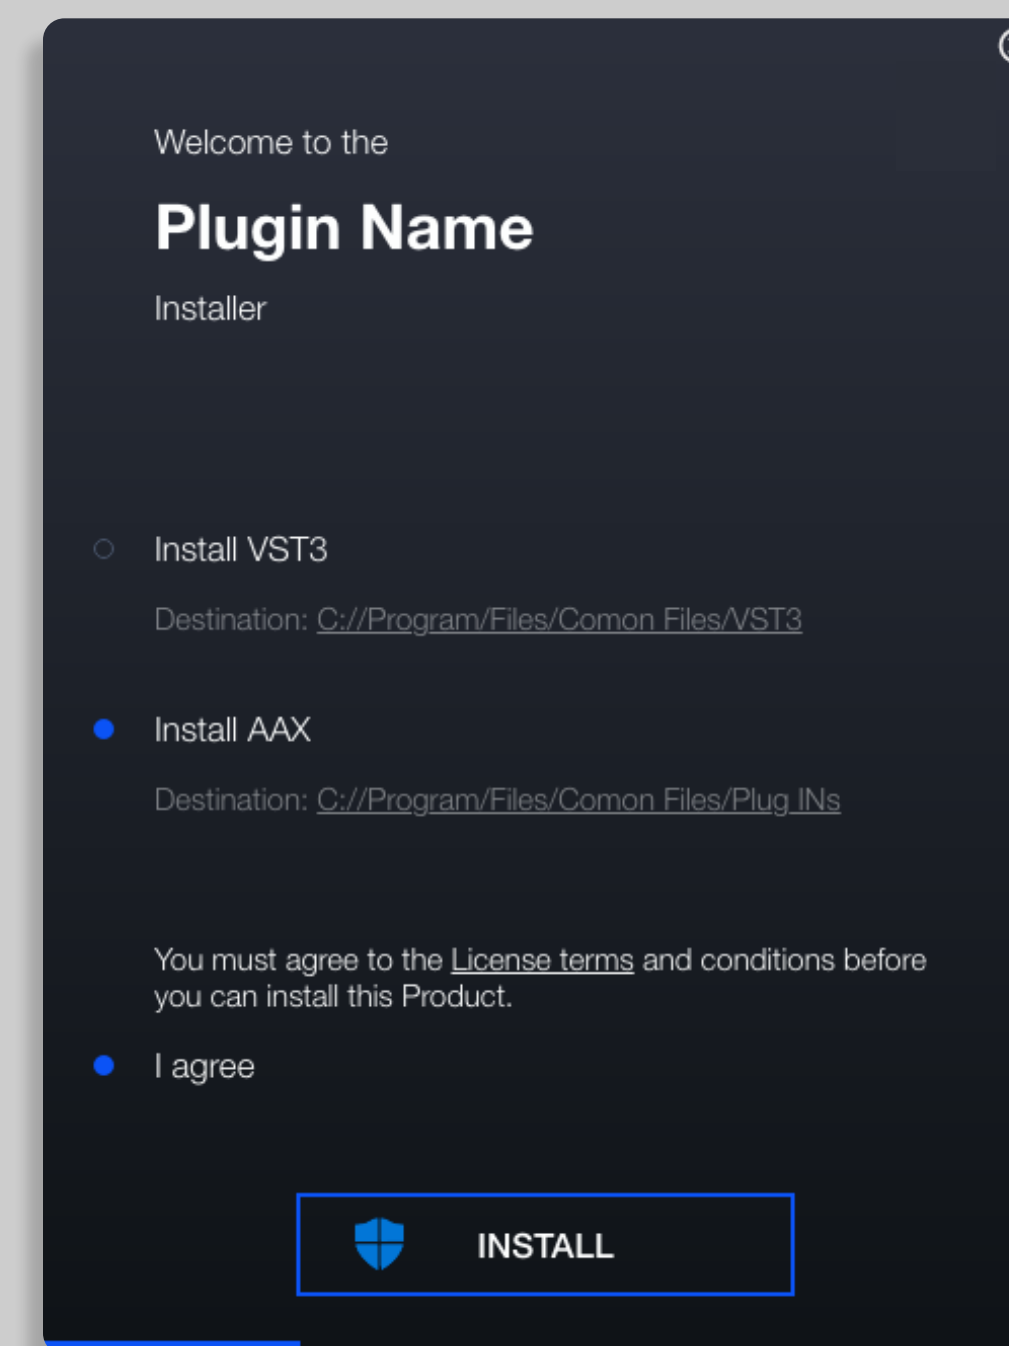 Welcome to the
Plugin Name
Installer
Install VST3
Destination: C://Program/Files/Comon Files/VST3
Install AAX
Destination: C://Program/Files/Comon Files/Plug INs
You must agree to the License terms and conditions before
you can install this Product.
I agree
INSTALL